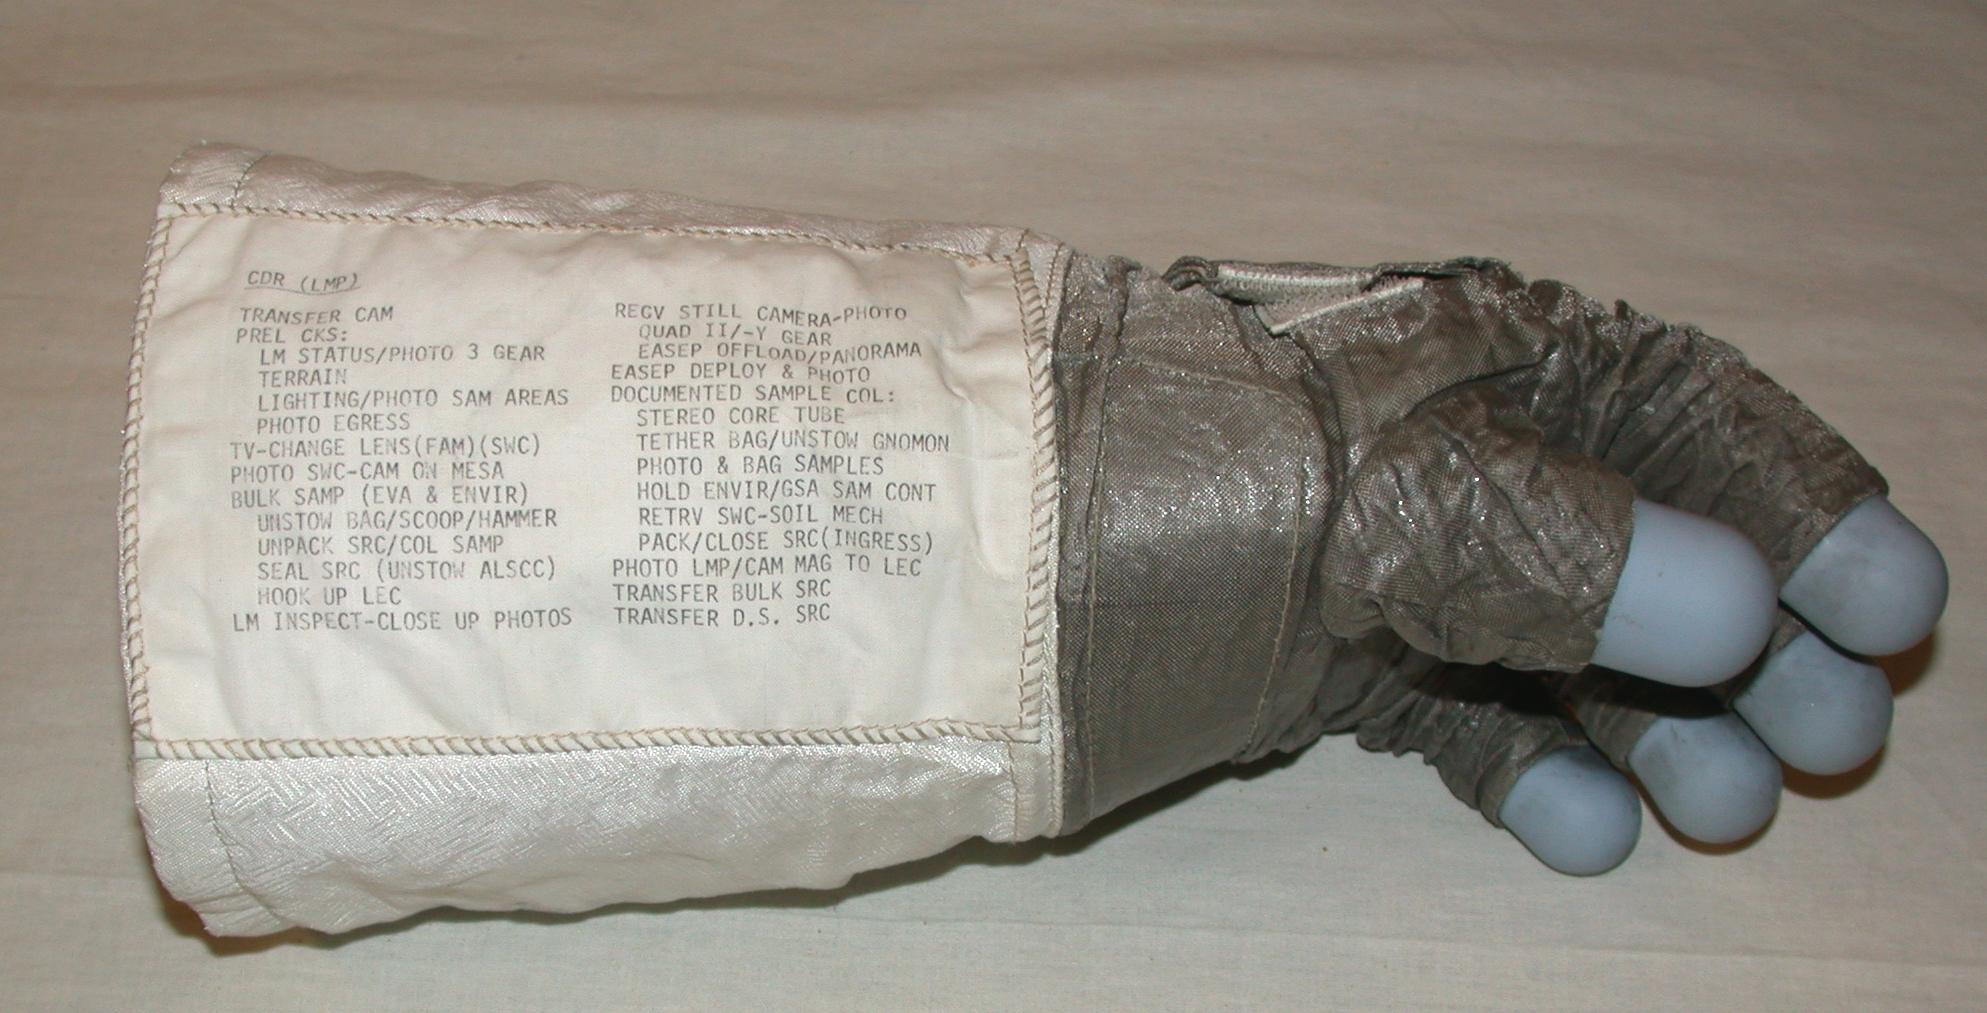 CDR (LMP)
TRANSFER CAM
PREL CKS:
LM STATUS/PHOTO 3 GEAR
TERRAIN
LIGHTING/PHOTO SAM AREAS
PHOTO EGRESS
TV-CHANGE LENS(FAM)(SWC)
PHOTO SWC-CAM ON MESA
BULK SAMP (EVA & ENVIR)
UNSTOW BAG/SCOOP/HAMMER
UNPACK SRC/COL SAMP
SEAL SRC (UNSTOW ALSCC)
HOOK UP LEC
LM INSPECT-CLOSE UP PHOTOS
RECV STILL CAMERA-PHOTO
QUAD II/-Y GEAR
EASEP OFFLOAD/PANORAMA
EASEP DEPLOY & PHOTO
DOCUMENTED SAMPLE COL:
STEREO CORE TUBE
TETHER BAG/UNSTOW GNOMON
PHOTO & BAG SAMPLES
HOLD ENVIR/GSA SAM CONT
RETRV SWC-SOIL MECH
PACK/CLOSE SRC(INGRESS)
PHOTO LMP/CAM MAG TO LEC
TRANSFER BULK SRC
TRANSFER D.S. SRC